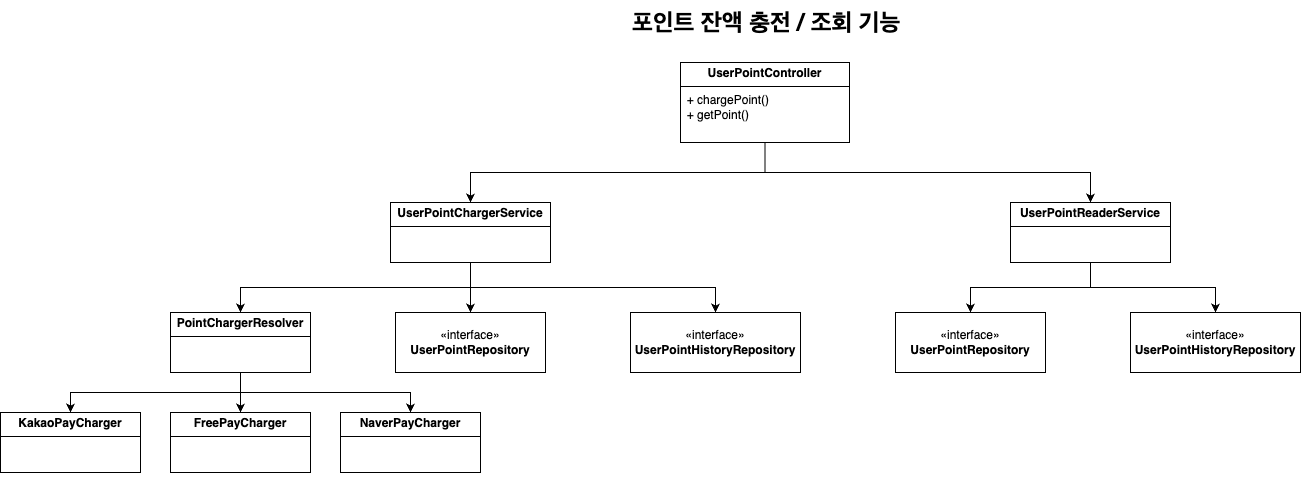 포인트 잔액 충전 / 조회 기능
UserPointController
+ chargePoint()
+ getPoint()
UserPointChargerService
UserPointReaderService
PointChargerResolver
«interface»
UserPointRepository
«interface»
UserPointHistoryRepository
«interface»
UserPointRepository
«interface»
UserPointHistoryRepository
KakaoPayCharger
FreePayCharger
NaverPayCharger